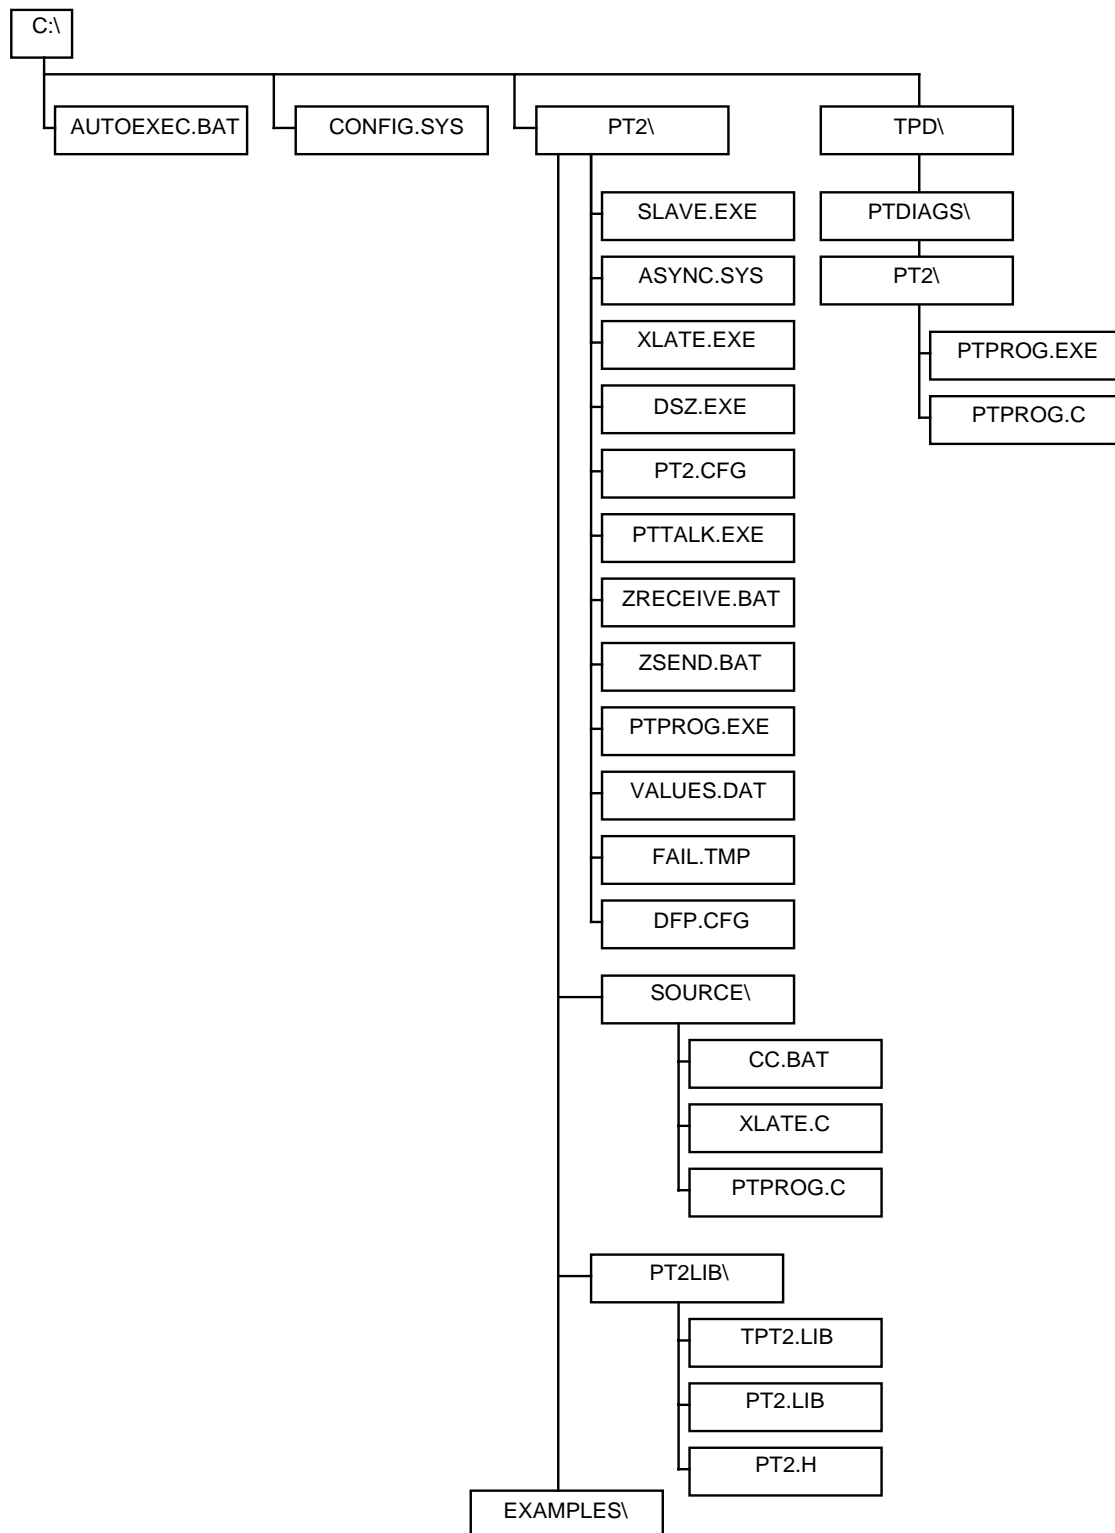 C:\
AUTOEXEC.BAT
CONFIG.SYS
PT2\
TPD\
SLAVE.EXE
PTDIAGS\
ASYNC.SYS
PT2\
XLATE.EXE
PTPROG.EXE
DSZ.EXE
PTPROG.C
PT2.CFG
PTTALK.EXE
ZRECEIVE.BAT
ZSEND.BAT
PTPROG.EXE
VALUES.DAT
FAIL.TMP
DFP.CFG
SOURCE\
CC.BAT
XLATE.C
PTPROG.C
PT2LIB\
TPT2.LIB
PT2.LIB
PT2.H
EXAMPLES\